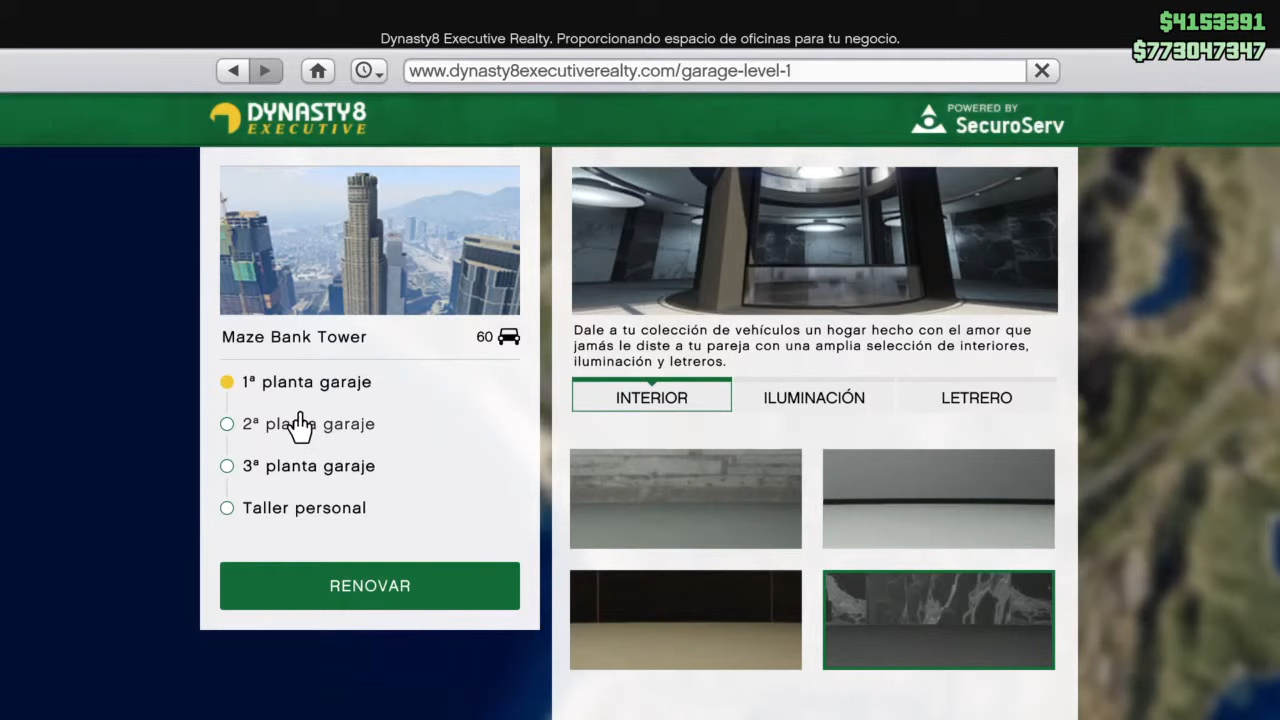 $4153391
Dynasty8 Executive Realty. Proporcionando espacio de oficinas para tu negocio.
$773047347
www.dynasty8executiverealty.com/garage-level-1
DYNASTY8
EXECUTIVE
POWERED BY
SecuroServ
Maze Bank Tower
60
1ª planta garaje
2ª planta garaje
3ª planta garaje
Taller personal
RENOVAR
Dale a tu colección de vehículos un hogar hecho con el amor que
jamás le diste a tu pareja con una amplia selección de interiores,
iluminación y letreros.
INTERIOR
ILUMINACIÓN
LETRERO